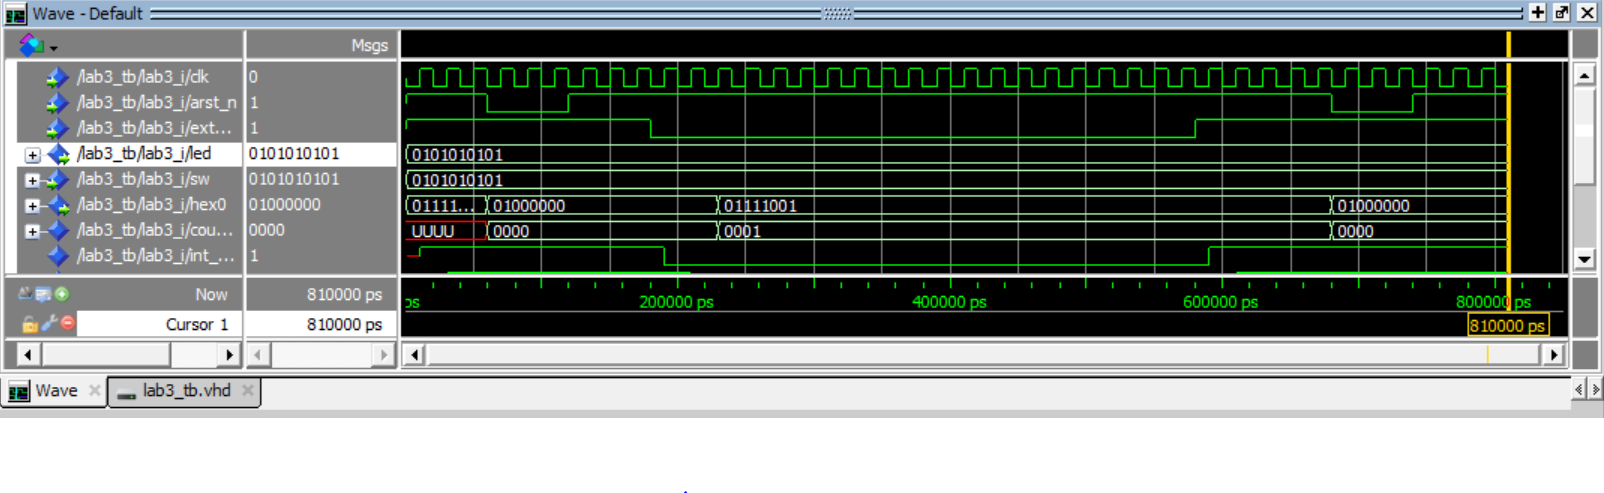 Wave - Default
Msgs
/lab3_tb/lab3_i/clk 0
/lab3_tb/lab3_i/arst_n 1
/lab3_tb/lab3_i/ext... 1
/lab3_tb/lab3_i/led 0101010101 0101010101
/lab3_tb/lab3_i/sw 0101010101 0101010101
/lab3_tb/lab3_i/hex0 01000000 01111... 01000000 01111001 01000000
/lab3_tb/lab3_i/cou... 0000 UUUU 0000 0001 0000
/lab3_tb/lab3_i/int_... 1
Now 810000 ps ps 200000 ps 400000 ps 600000 ps 800000 ps
Cursor 1 810000 ps 810000 ps
Wave lab3_tb.vhd